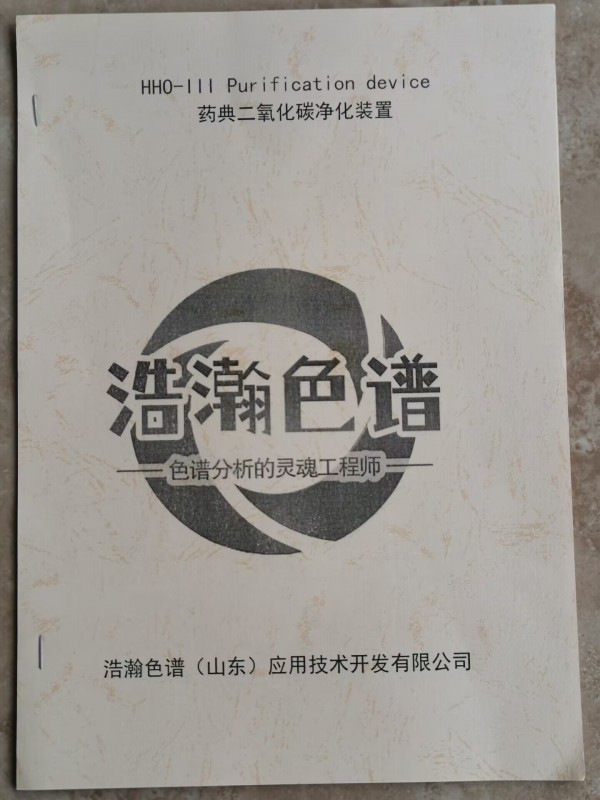 HHO-III Purification device
药典二氧化碳净化装置
浩瀚色谱
色谱分析的灵魂工程师
浩瀚色谱（山东）应用技术开发有限公司